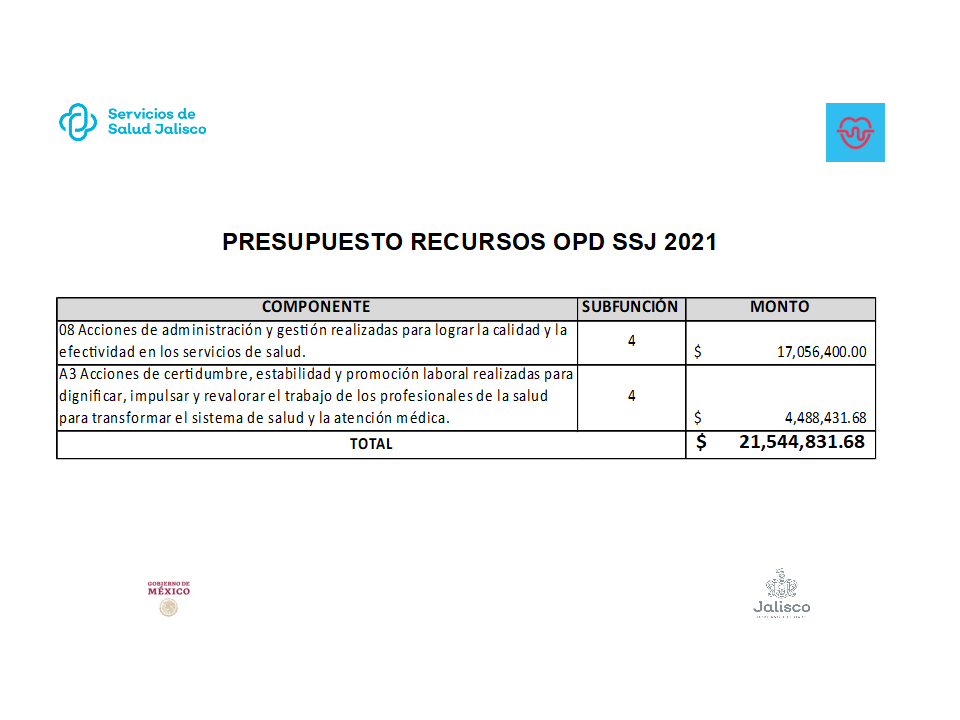 Servicios de
Salud Jalisco
PRESUPUESTO RECURSOS OPD SSJ 2021
COMPONENTE SUBFUNCIÓN MONTO
08 Acciones de administración y gestión realizadas para lograr la calidad y la
efectividad en los servicios de salud.
4
$ 17,056,400.00
A3 Acciones de certidumbre, estabilidad y promoción laboral realizadas para
dignificar, impulsar y revalorar el trabajo de los profesionales de la salud
para transformar el sistema de salud y la atención médica.
4
$ 4,488,431.68
TOTAL $ 21,544,831.68
GOBIERNO DE
MÉXICO
Jalisco